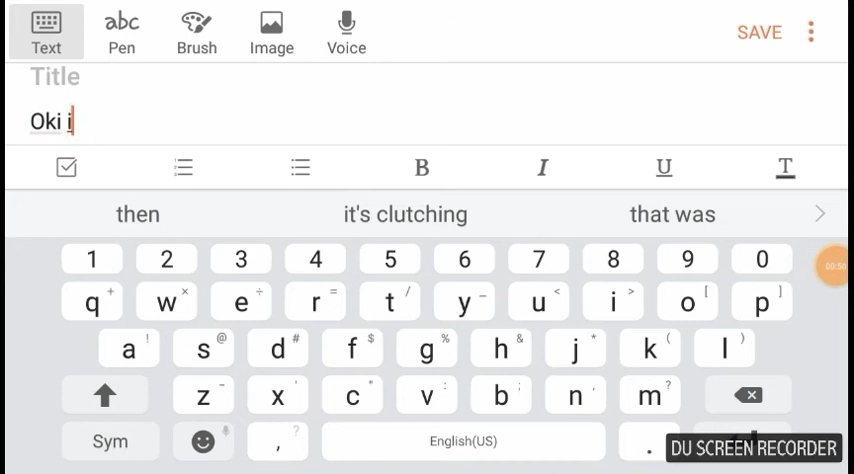 Text
abc
Pen
Brush
Image
Voice
SAVE
Title
Oki i
B I U T
then it's clutching that was >
1 2 3 4 5 6 7 8 9 0
q + w × e ÷ r = t / y _ u < i > o [ p ]
a ! s @ d # f $ g % h & j * k ( l )
z - x ' c " v : b ; n , m ?
Sym , ? English(US) .
DU SCREEN RECORDER